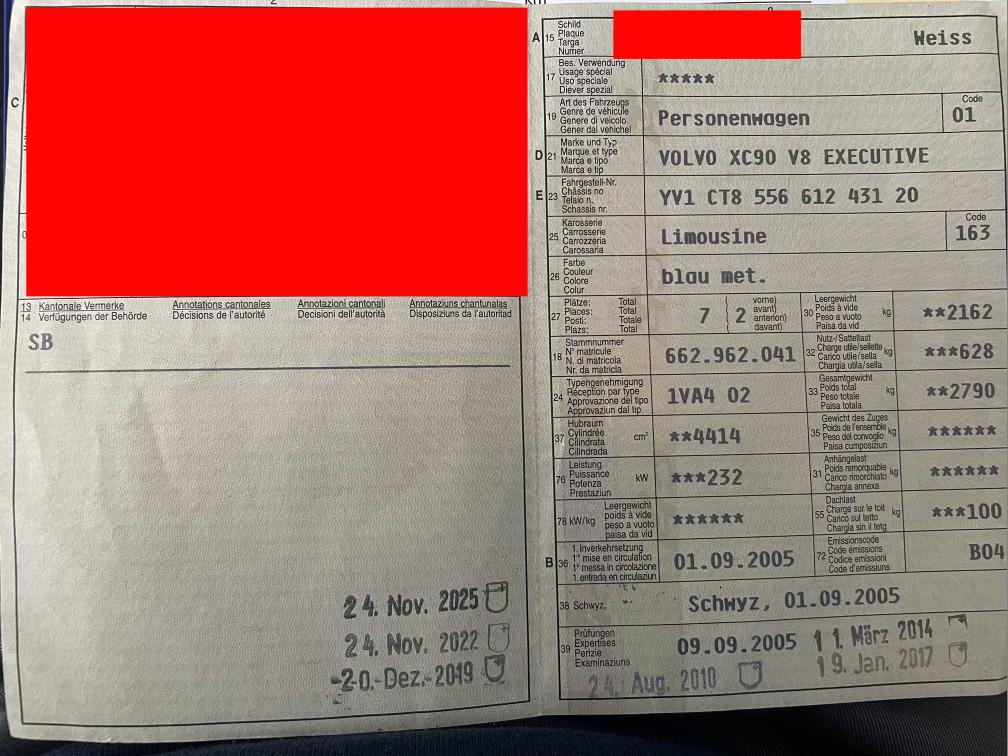 C
13 Kantonale Vermerke Annotations cantonales Annotazioni cantonali Annotaziuns chantunalas
14 Verfügungen der Behörde Décisions de l'autorité Decisioni dell'autorità Disposiziuns da l'autoritad
SB
24. Nov. 2025
24. Nov. 2022
20. Dez. 2019
A 15 Schild
Plaque
Targa
Numer
Weiss
17 Bes. Verwendung
Usage spécial
Uso speciale
Diever spezial
*****
19 Art des Fahrzeugs
Genre de véhicule
Genere di veicolo
Gener dal vehichel
Personenwagen
Code
01
D 21 Marke und Typ
Marque et type
Marca e tipo
Marca e tip
VOLVO XC90 V8 EXECUTIVE
E 23 Fahrgestell-Nr.
Châssis no
Telaio n.
Schassis nr.
YV1 CT8 556 612 431 20
25 Karosserie
Carrosserie
Carrozzeria
Carossaria
Limousine
Code
163
26 Farbe
Couleur
Colore
Colur
blau met.
27 Plätze: Total
Places: Total
Posti: Totale
Plazs: Total
7 ( 2 vorne)
avant)
anteriori)
davant)
30 Leergewicht
Poids à vide
Peso a vuoto
Paisa da vid
kg
**2162
18 Stammnummer
N° matricule
N. di matricola
Nr. da matricla
662.962.041
32 Nutz-/Sattellast
Charge utile/sellette
Carico utile/sella
Chargia utila/sella
kg
***628
24 Typengenehmigung
Réception par type
Approvazione del tipo
Approvaziun dal tip
1VA4 02
33 Gesamtgewicht
Poids total
Peso totale
Paisa totala
kg
**2790
37 Hubraum
Cylindrée
Cilindrata
Cilindrada
cm³
**4414
35 Gewicht des Zuges
Poids de l'ensemble
Peso del convoglio
Paisa cumposiziun
kg
******
76 Leistung
Puissance
Potenza
Prestaziun
kW
***232
31 Anhängelast
Poids remorquable
Carico rimorchiato
Chargia annexa
kg
******
78 kW/kg Leergewicht
poids à vide
peso a vuoto
paisa da vid
******
55 Dachlast
Charge sur le toit
Carico sul tetto
Chargia sin il tetg
kg
***100
B 36 1. Inverkehrsetzung
1re mise en circulation
1a messa in circolazione
1. entrada en circulaziun
01.09.2005
72 Emissionscode
Code émissions
Codice emissioni
Code d'emissiuns
B04
38 Schwyz,
Schwyz, 01.09.2005
39 Prüfungen
Expertises
Perizie
Examinaziuns
09.09.2005 11. März 2014
24. Aug. 2010 19. Jan. 2017